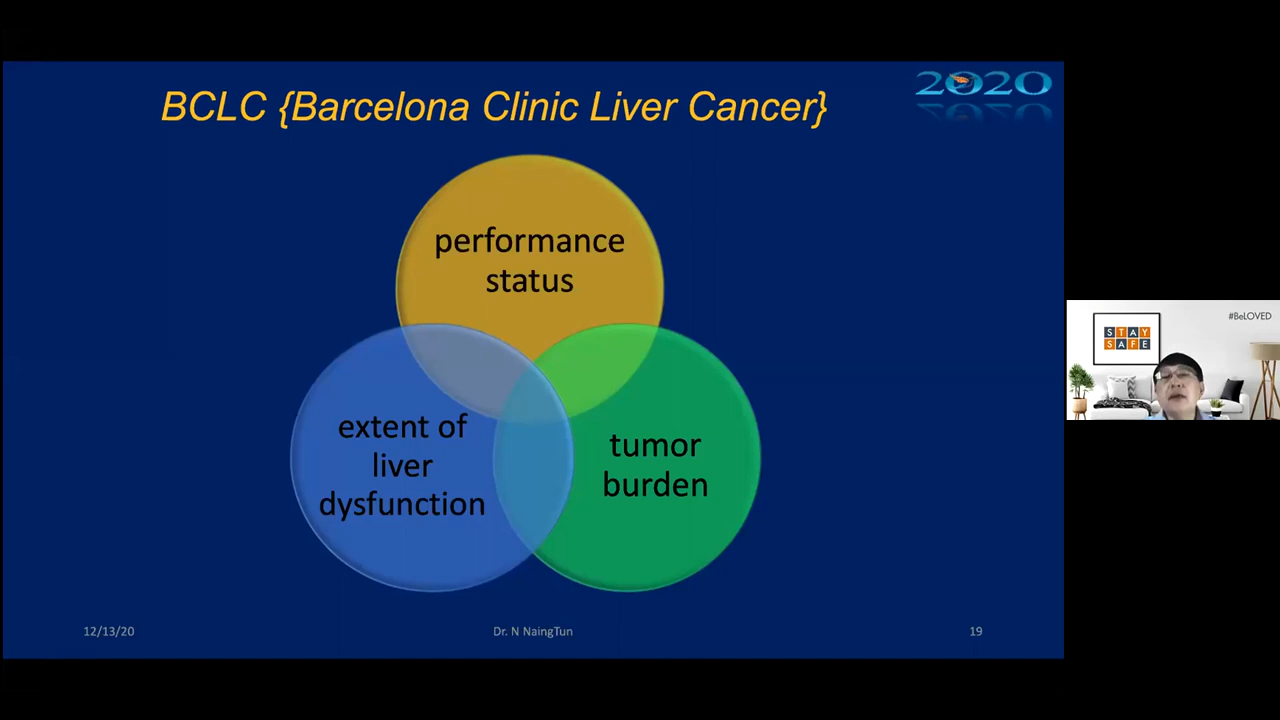 BCLC {Barcelona Clinic Liver Cancer}
2020
performance
status
extent of
liver
dysfunction
tumor
burden
12/13/20
Dr. N NaingTun
19
#BeLOVED
STAY
SAFE